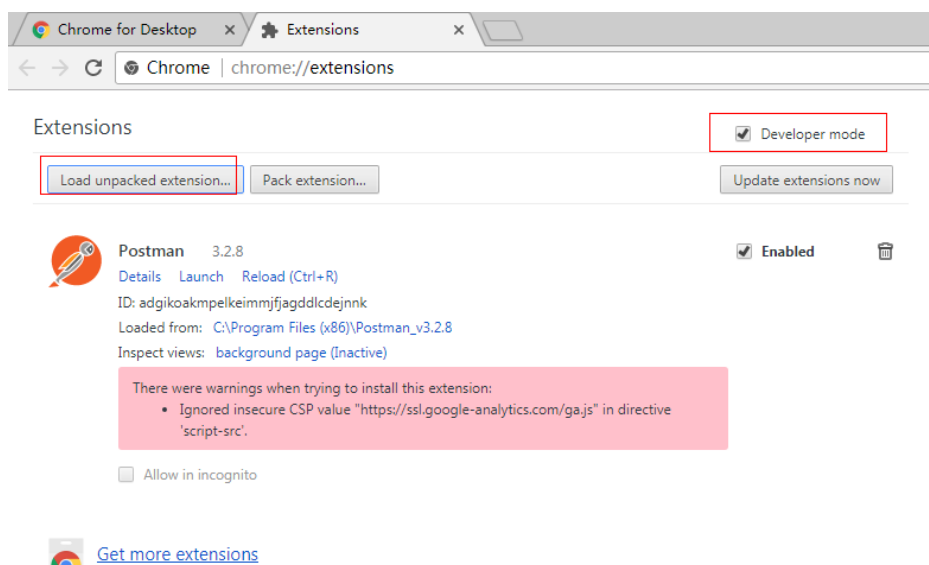 Chrome for Desktop
Extensions
Chrome | chrome://extensions
Extensions
Developer mode
Load unpacked extension...
Pack extension...
Update extensions now
Postman 3.2.8
Enabled
Details Launch Reload (Ctrl+R)
ID: adgikoakmpelkeimmjfjagddlcdejnnk
Loaded from: C:\Program Files (x86)\Postman_v3.2.8
Inspect views: background page (Inactive)
There were warnings when trying to install this extension:
• Ignored insecure CSP value "https://ssl.google-analytics.com/ga.js" in directive
'script-src'.
Allow in incognito
Get more extensions